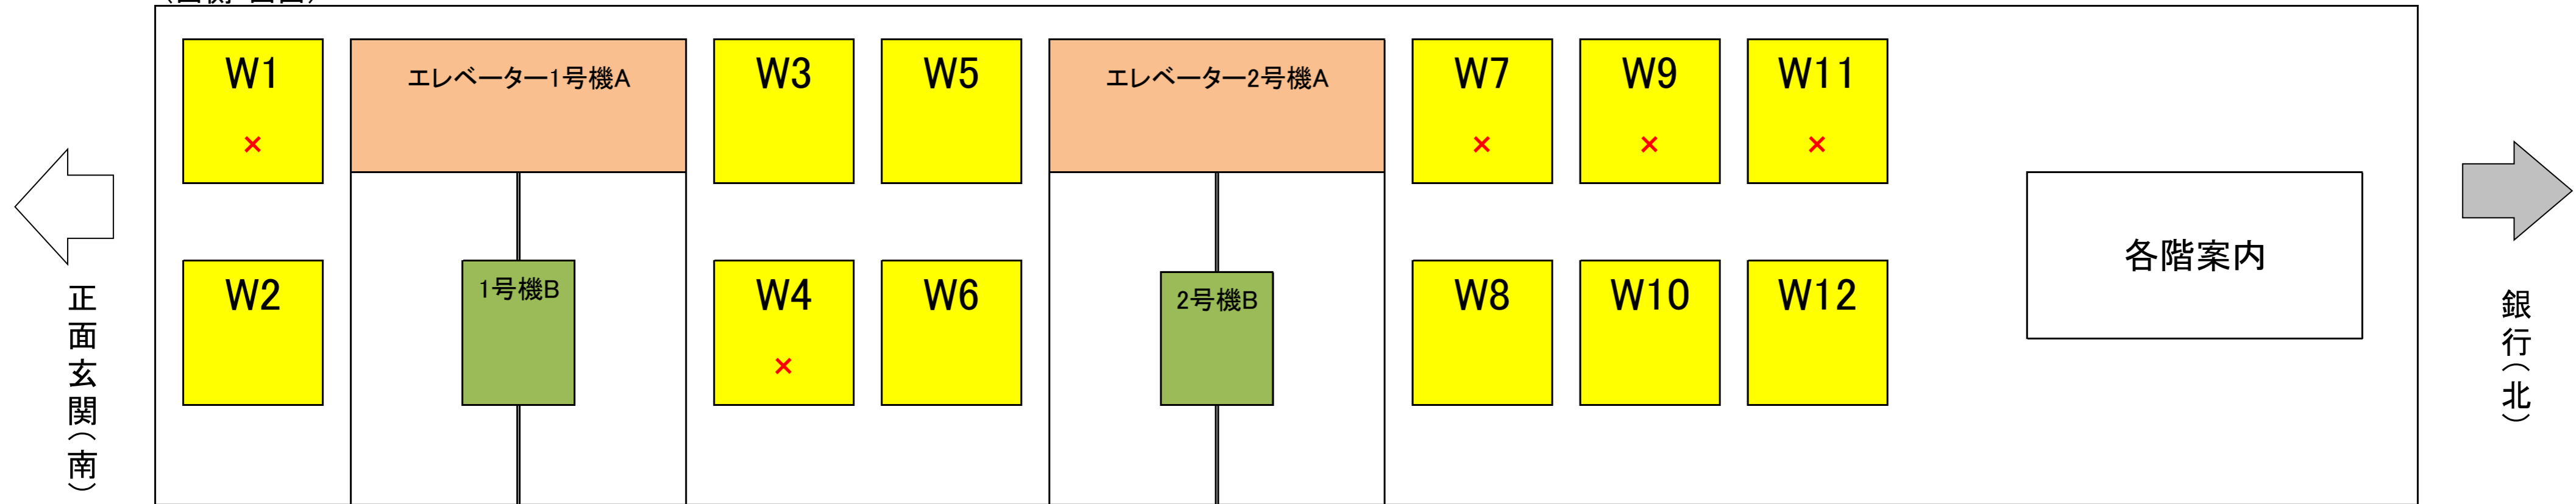 W1
エレベーター1号機A
W3
W5
エレベーター2号機A
W7
W9
W11
×
×
×
×
各階案内
W2
1号機B
W4
W6
2号機B
W8
W10
W12
×
正面玄関(南)
銀行(北)